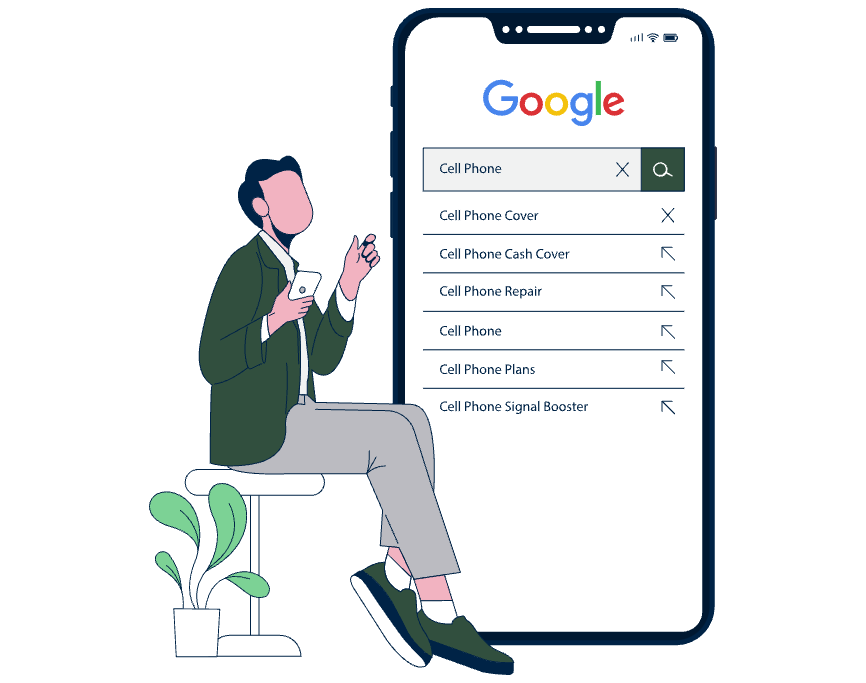 Google
Cell Phone
Cell Phone Cover
Cell Phone Cash Cover
Cell Phone Repair
Cell Phone
Cell Phone Plans
Cell Phone Signal Booster